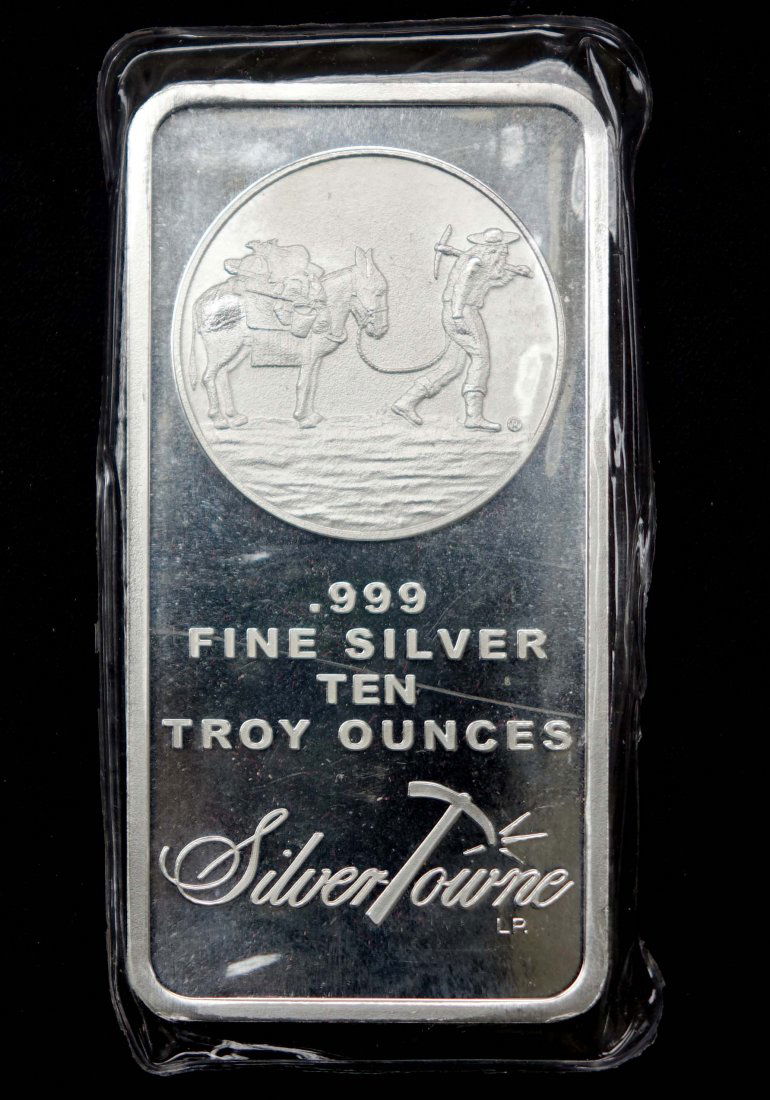 ®
.999
FINE SILVER
TEN
TROY OUNCES
SilverTowne
LP.